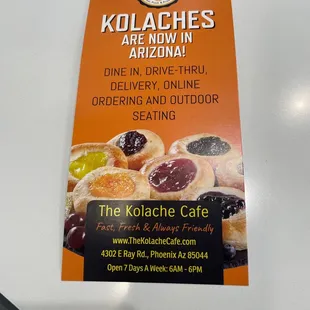 KOLACHES
ARE NOW IN
ARIZONA!
DINE IN, DRIVE-THRU,
DELIVERY, ONLINE
ORDERING AND OUTDOOR
SEATING
The Kolache Cafe
Fast, Fresh & Always Friendly
www.TheKolacheCafe.com
4302 E Ray Rd., Phoenix Az 85044
Open 7 Days A Week: 6AM - 6PM